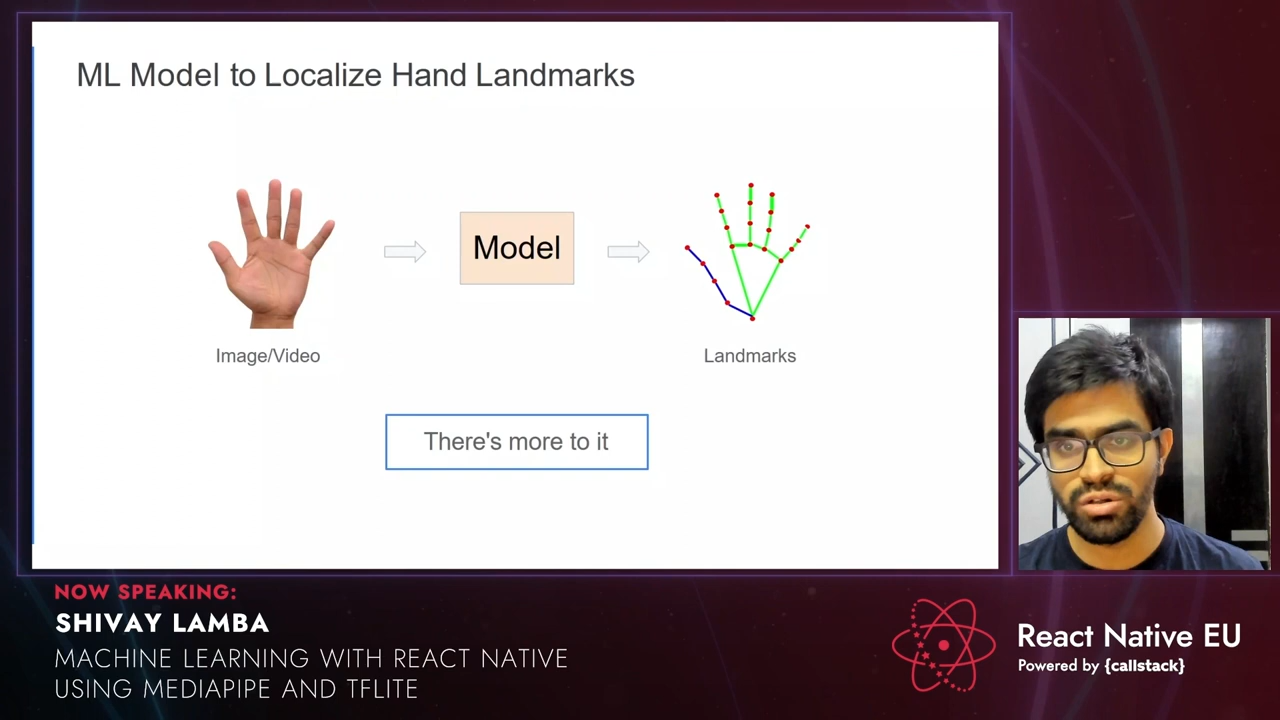 ML Model to Localize Hand Landmarks
Model
Image/Video
Landmarks
There's more to it
NOW SPEAKING:
SHIVAY LAMBA
MACHINE LEARNING WITH REACT NATIVE
USING MEDIAPIPE AND TFLITE
React Native EU
Powered by {callstack}